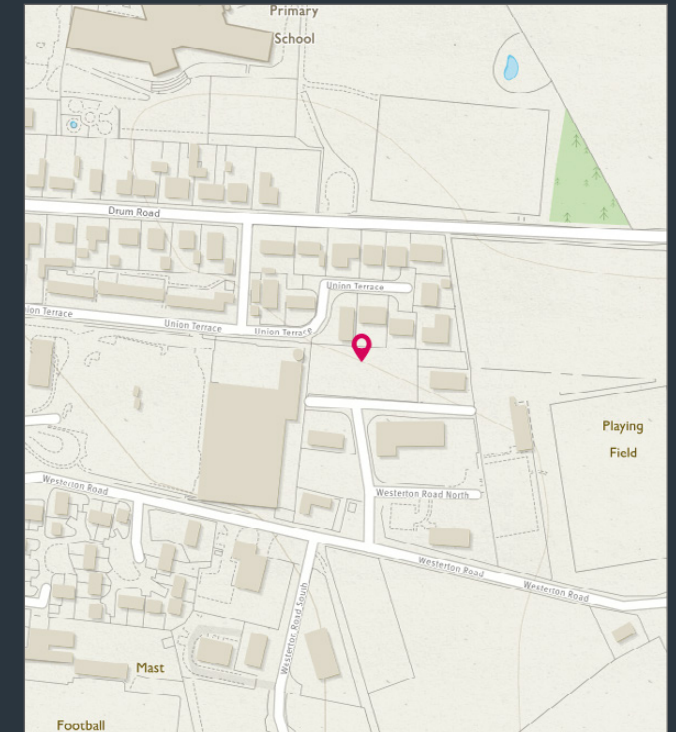 Primary
School
Drum Road
Union Terrace
ion Terrace
Union Terrace
Union Terrace
Playing
Field
Westerton Road
Westerton Road North
Westerton Road
Westerton Road
Westerton Road South
Mast
Football